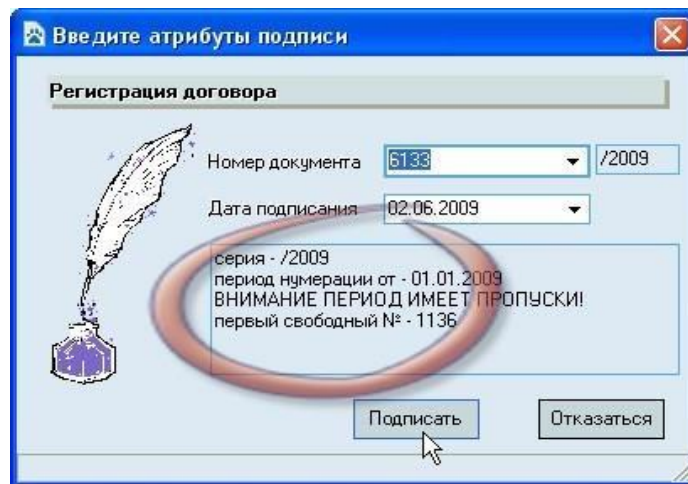 Введите атрибуты подписи
Регистрация договора
Номер документа 6133 /2009
Дата подписания 02.06.2009
серия - /2009
период нумерации от - 01.01.2009
ВНИМАНИЕ ПЕРИОД ИМЕЕТ ПРОПУСКИ!
первый свободный № - 1136
Подписать Отказаться